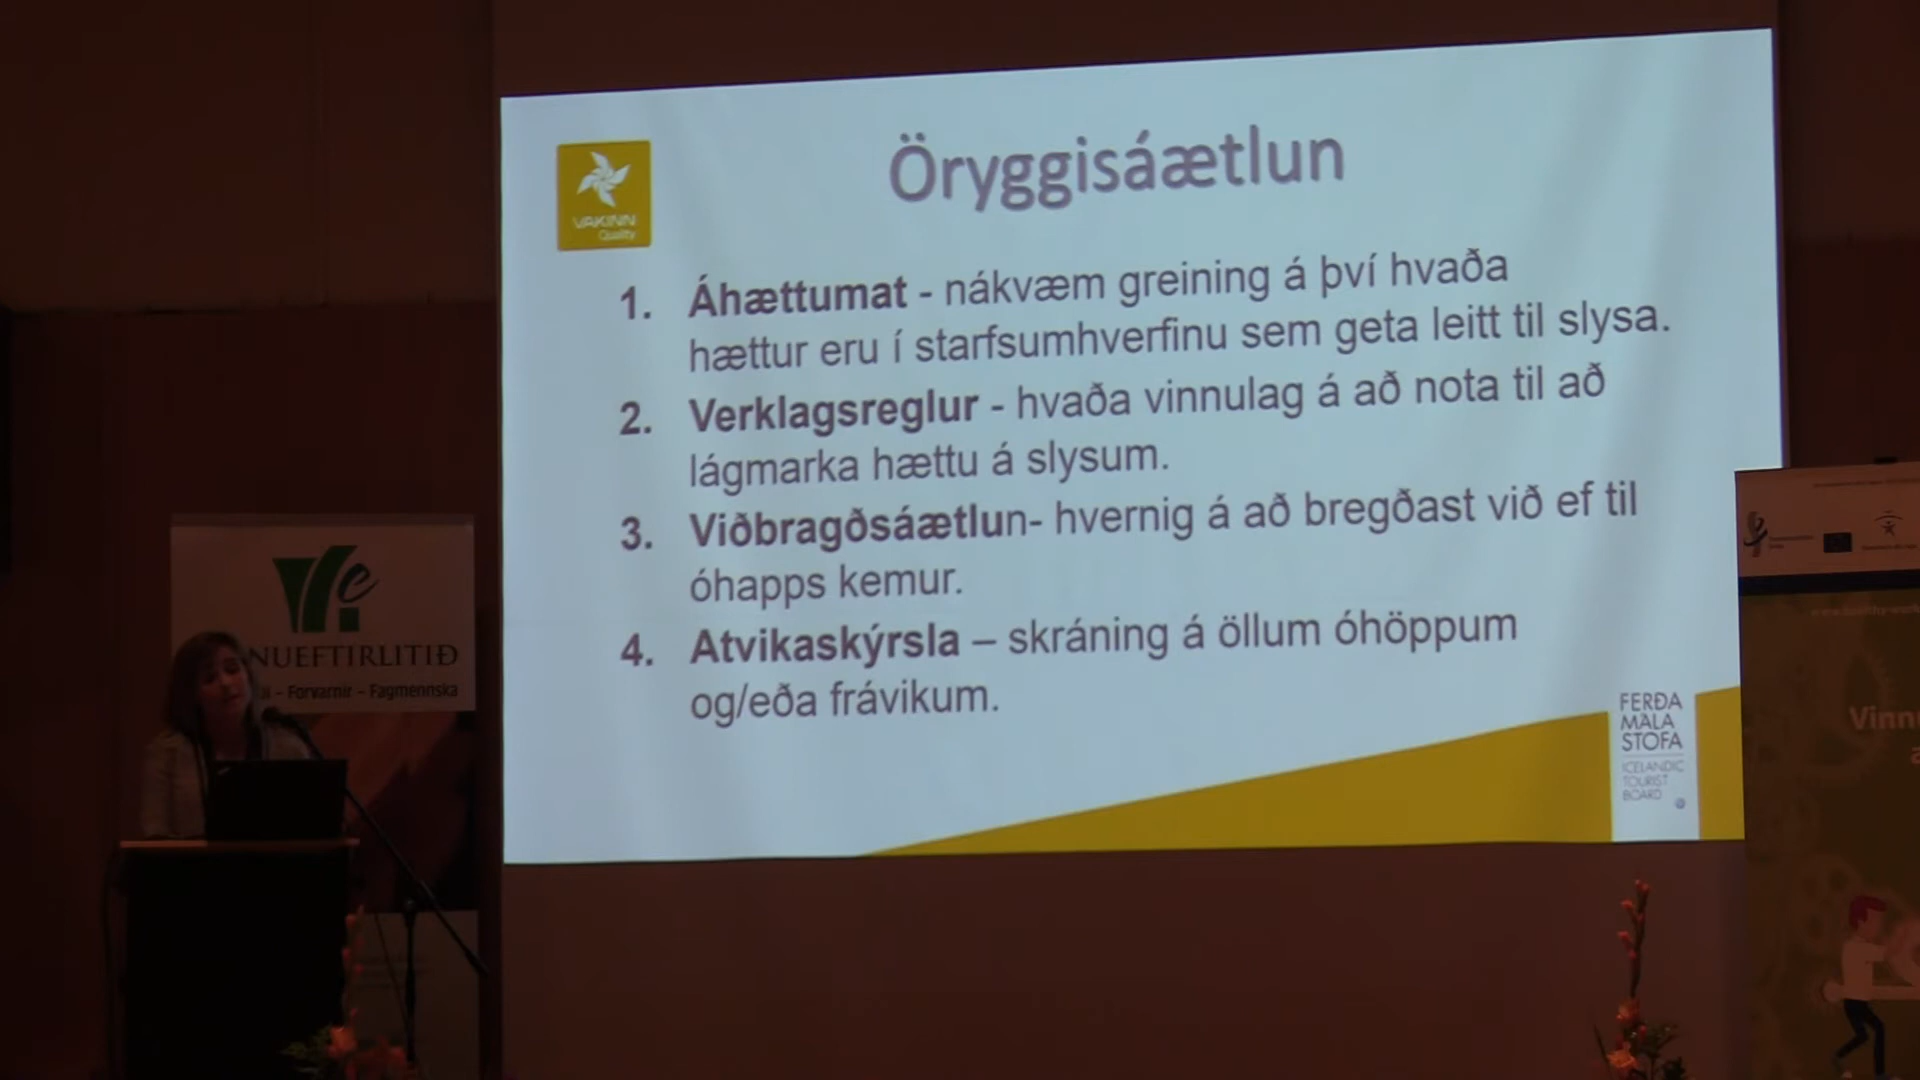 Öryggisáætlun
VAKINN
Quality
1. Áhættumat - nákvæm greining á því hvaða
hættur eru í starfsumhverfinu sem geta leitt til slysa.
2. Verklagsreglur - hvaða vinnulag á að nota til að
lágmarka hættu á slysum.
3. Viðbragðsáætlun- hvernig á að bregðast við ef til
óhapps kemur.
4. Atvikaskýrsla – skráning á öllum óhöppum
og/eða frávikum.
FERÐA
MÁLA
STOFA
ICELANDIC
TOURIST
BOARD
NUEFTIRLITIÐ
– Forvarnir – Fagmennska
Vinnu